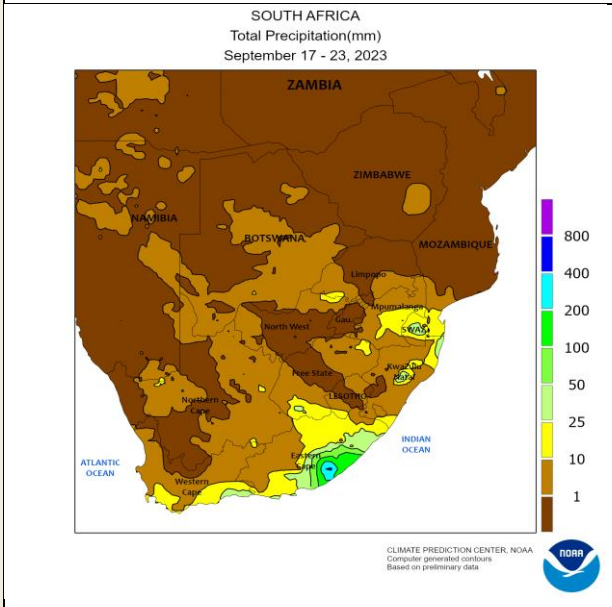 SOUTH AFRICA
Total Precipitation(mm)
September 17 - 23, 2023
ZAMBIA
ZIMBABWE
NAMIBIA
BOTSWANA
MOZAMBIQUE
Limpopo
Mpumalanga
North West
Gau.
SWAZ.
Free State
KwaZulu
Natal
LESOTHO
Northern
Cape
Eastern
Cape
Western
Cape
INDIAN
OCEAN
ATLANTIC
OCEAN
800
400
200
100
50
25
10
1
CLIMATE PREDICTION CENTER, NOAA
Computer generated contours
Based on preliminary data
NOAA